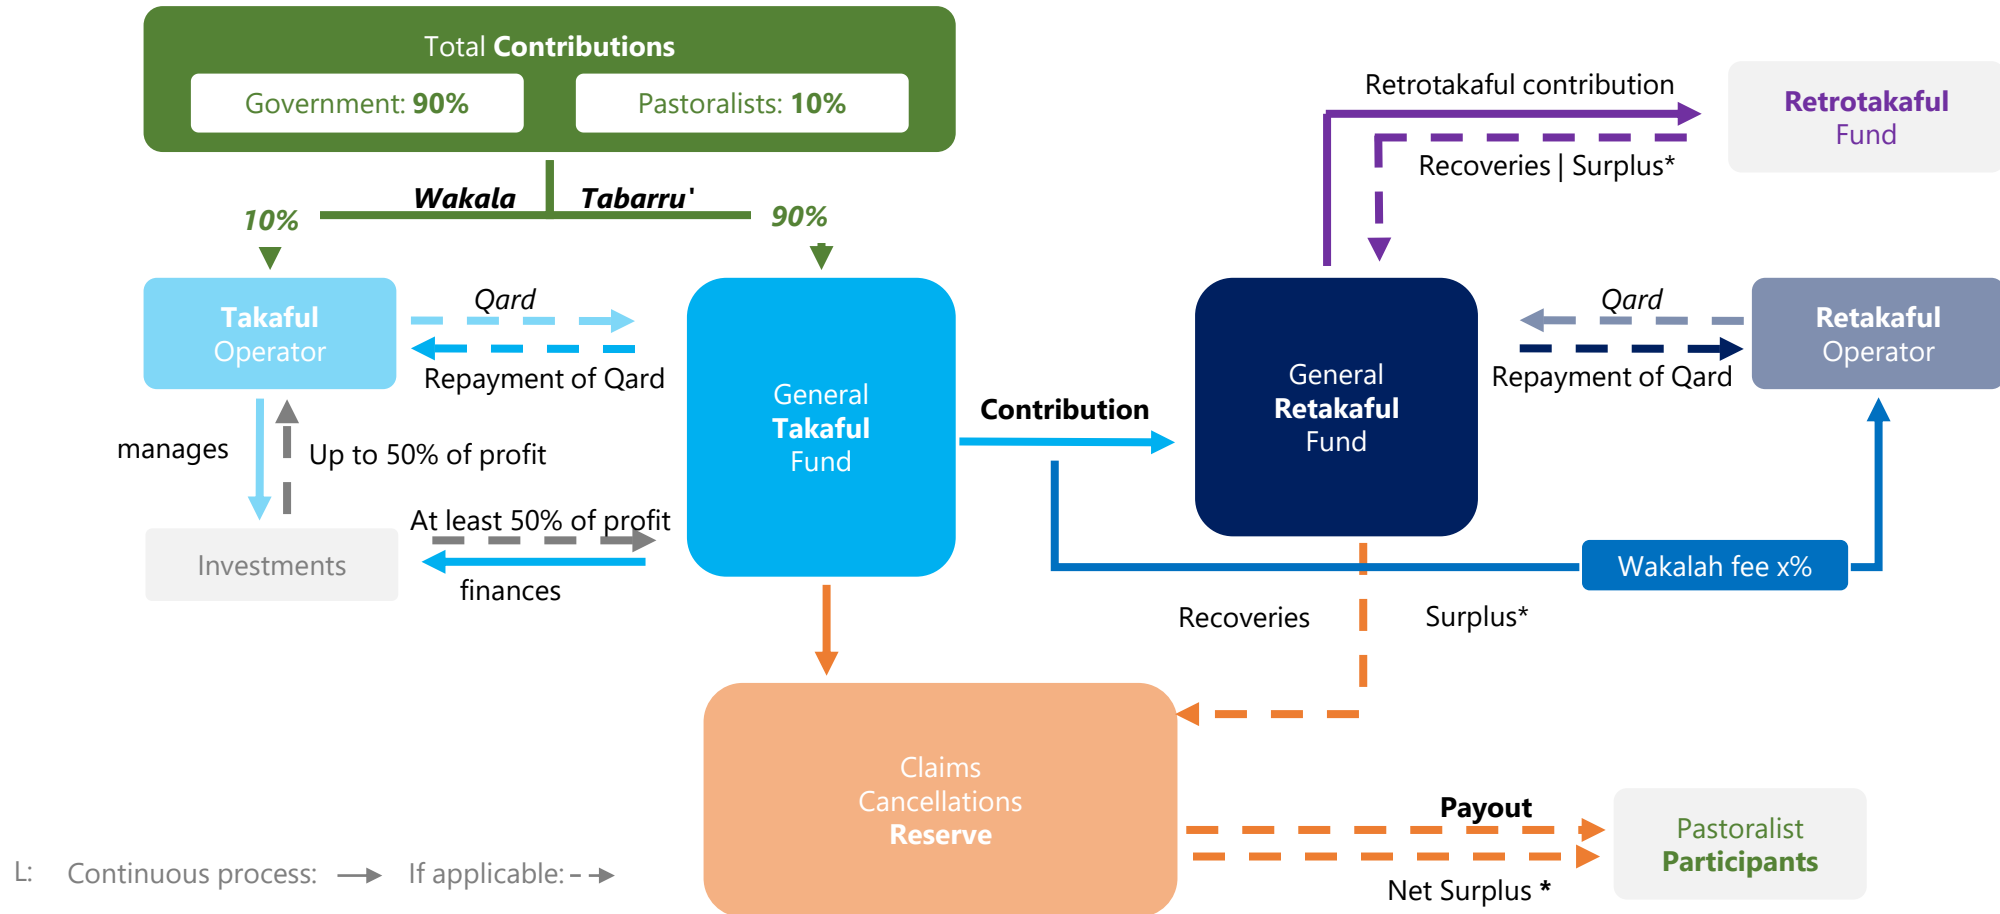 Total Contributions
Government: 90%
Pastoralists: 10%
Wakala
Tabarru'
10%
90%
Retrotakaful contribution
Recoveries | Surplus*
Retrotakaful
Fund
Takaful
Operator
Qard
Repayment of Qard
General
Takaful
Fund
Contribution
General
Retakaful
Fund
Qard
Repayment of Qard
Retakaful
Operator
manages
Up to 50% of profit
At least 50% of profit
finances
Investments
Wakalah fee x%
Recoveries
Surplus*
Claims
Cancellations
Reserve
Payout
Net Surplus *
Pastoralist
Participants
L: Continuous process: If applicable: